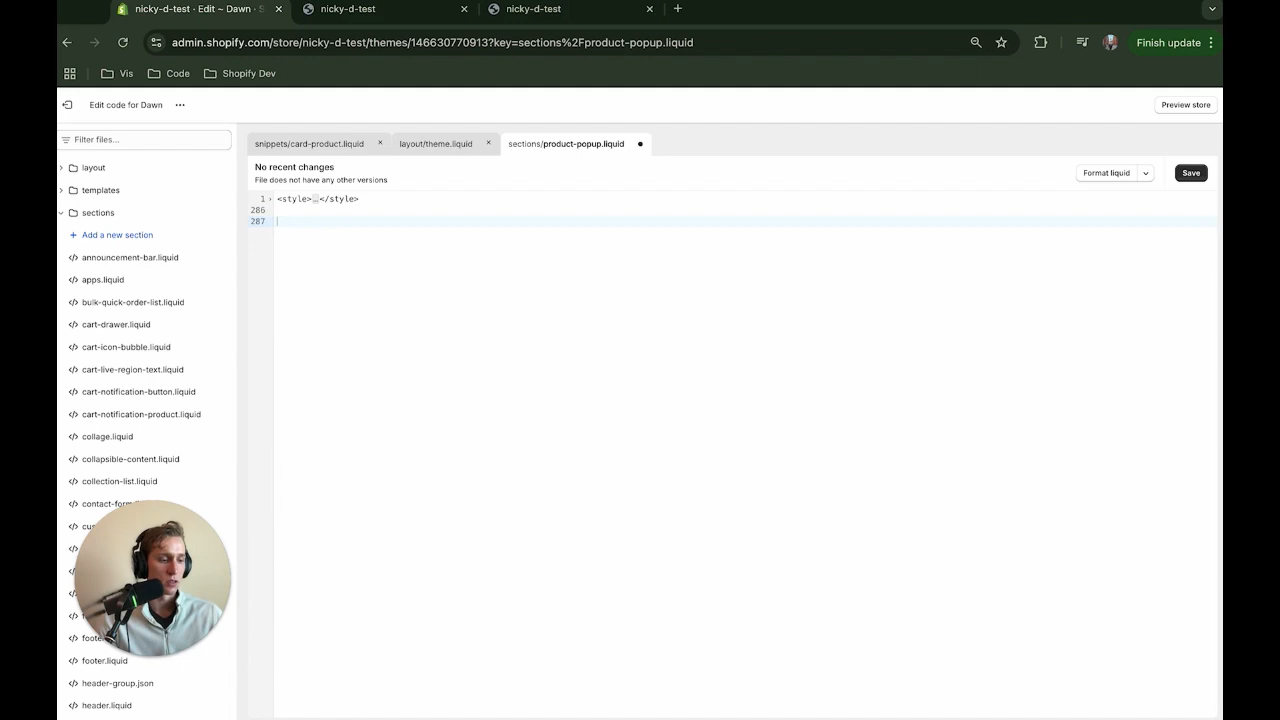 nicky-d-test · Edit ~ Dawn · S
nicky-d-test
nicky-d-test
admin.shopify.com/store/nicky-d-test/themes/146630770913?key=sections%2Fproduct-popup.liquid
Finish update
Vis
Code
Shopify Dev
Edit code for Dawn
Preview store
Filter files...
snippets/card-product.liquid
layout/theme.liquid
sections/product-popup.liquid
layout
No recent changes
File does not have any other versions
Format liquid
Save
templates
1 <style>…</style>
286
sections
287
+ Add a new section
announcement-bar.liquid
apps.liquid
bulk-quick-order-list.liquid
cart-drawer.liquid
cart-icon-bubble.liquid
cart-live-region-text.liquid
cart-notification-button.liquid
cart-notification-product.liquid
collage.liquid
collapsible-content.liquid
collection-list.liquid
contact-form
cus
foote
footer.liquid
header-group.json
header.liquid